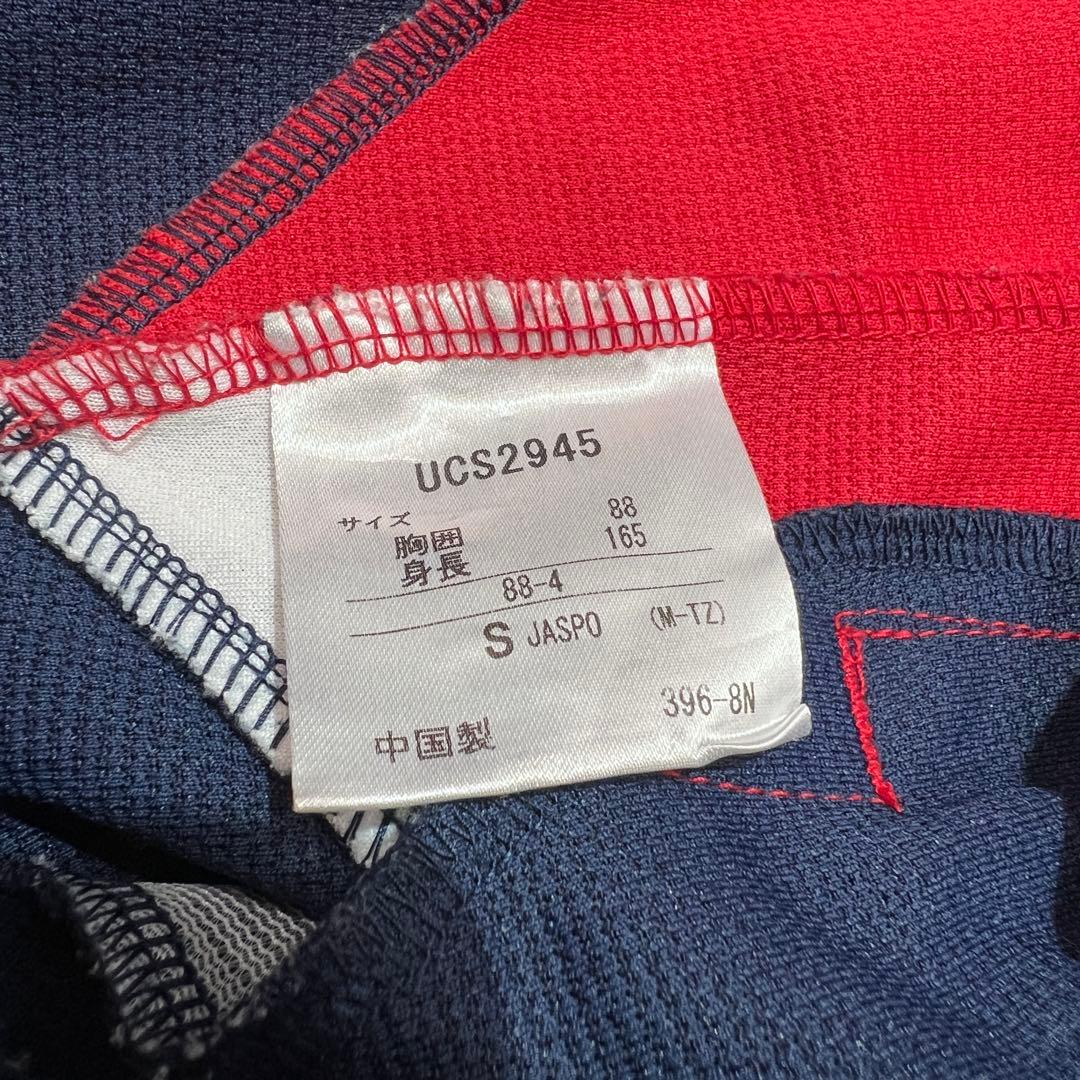 UCS2945
サイズ
胸囲 88
身長 165
88-4
S JASPO (M-TZ)
396-8N
中国製